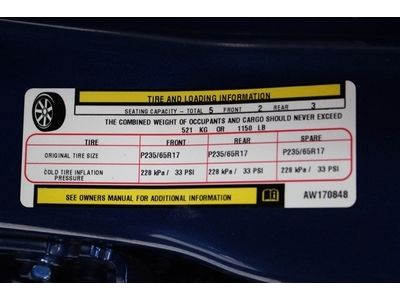 TIRE AND LOADING INFORMATION
SEATING CAPACITY - TOTAL 5 FRONT 2 REAR 3
THE COMBINED WEIGHT OF OCCUPANTS AND CARGO SHOULD NEVER EXCEED
521 KG OR 1150 LB
TIRE FRONT REAR SPARE
ORIGINAL TIRE SIZE P235/65R17 P235/65R17 P235/65R17
COLD TIRE INFLATION PRESSURE 228 kPa / 33 PSI 228 kPa / 33 PSI 228 kPa / 33 PSI
SEE OWNERS MANUAL FOR ADDITIONAL INFORMATION AW170848